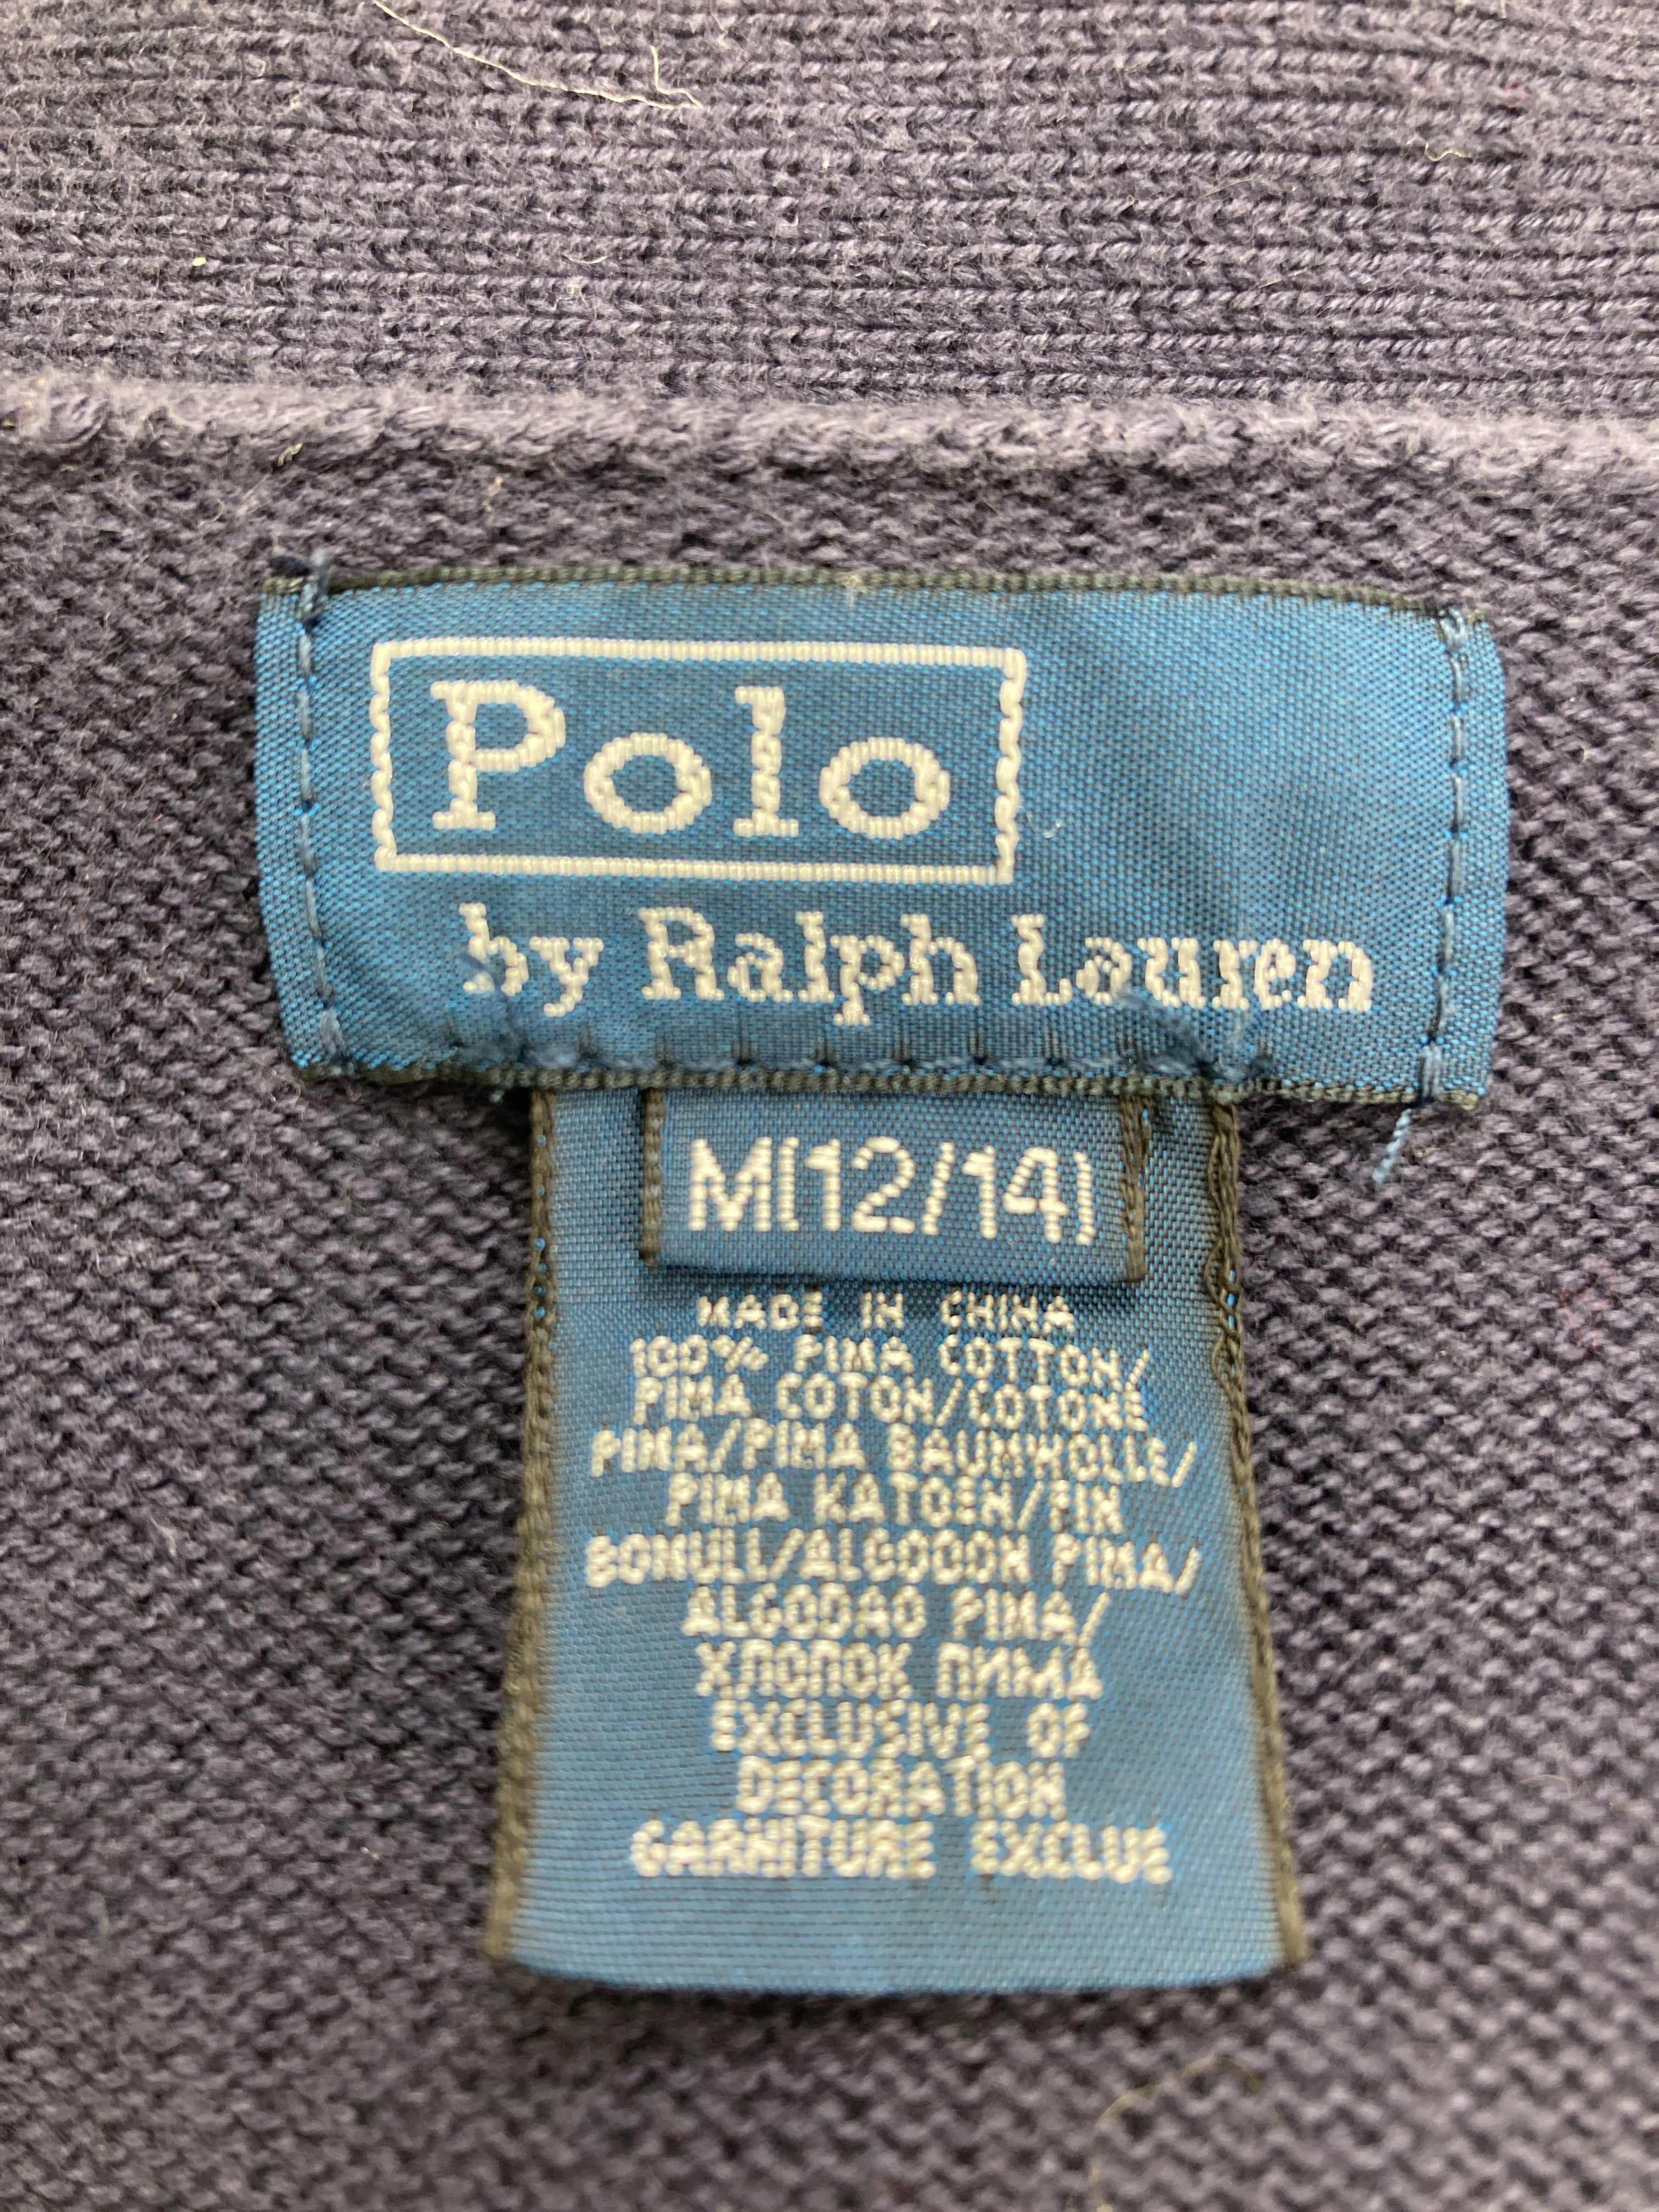 Polo
by Ralph Lauren
M(12/14)
MADE IN CHINA
100% PIMA COTTON/
PIMA COTON/COTONE
PIMA/PIMA BAUMWOLLE/
PIMA KATOEN/FIN
BOMULL/ALGODON PIMA/
ALGODAO PIMA/
ХЛОПОК ПИМА
EXCLUSIVE OF
DECORATION
GARNITURE EXCLUE